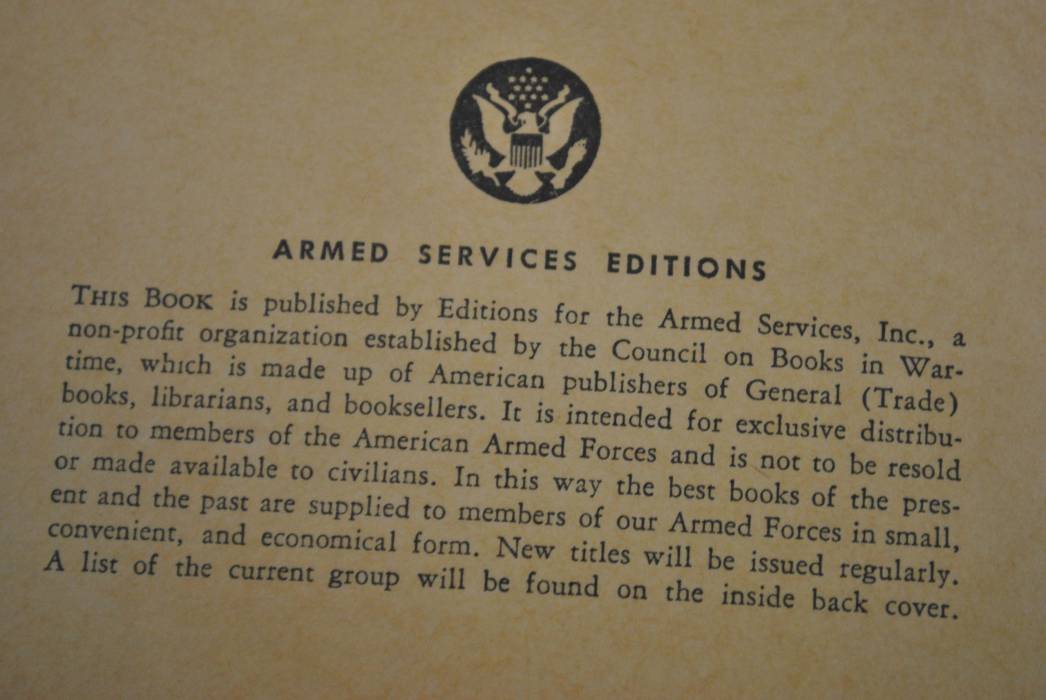 ARMED SERVICES EDITIONS
THIS BOOK is published by Editions for the Armed Services, Inc., a
non-profit organization established by the Council on Books in War-
time, which is made up of American publishers of General (Trade)
books, librarians, and booksellers. It is intended for exclusive distribu-
tion to members of the American Armed Forces and is not to be resold
or made available to civilians. In this way the best books of the pres-
ent and the past are supplied to members of our Armed Forces in small,
convenient, and economical form. New titles will be issued regularly.
A list of the current group will be found on the inside back cover.